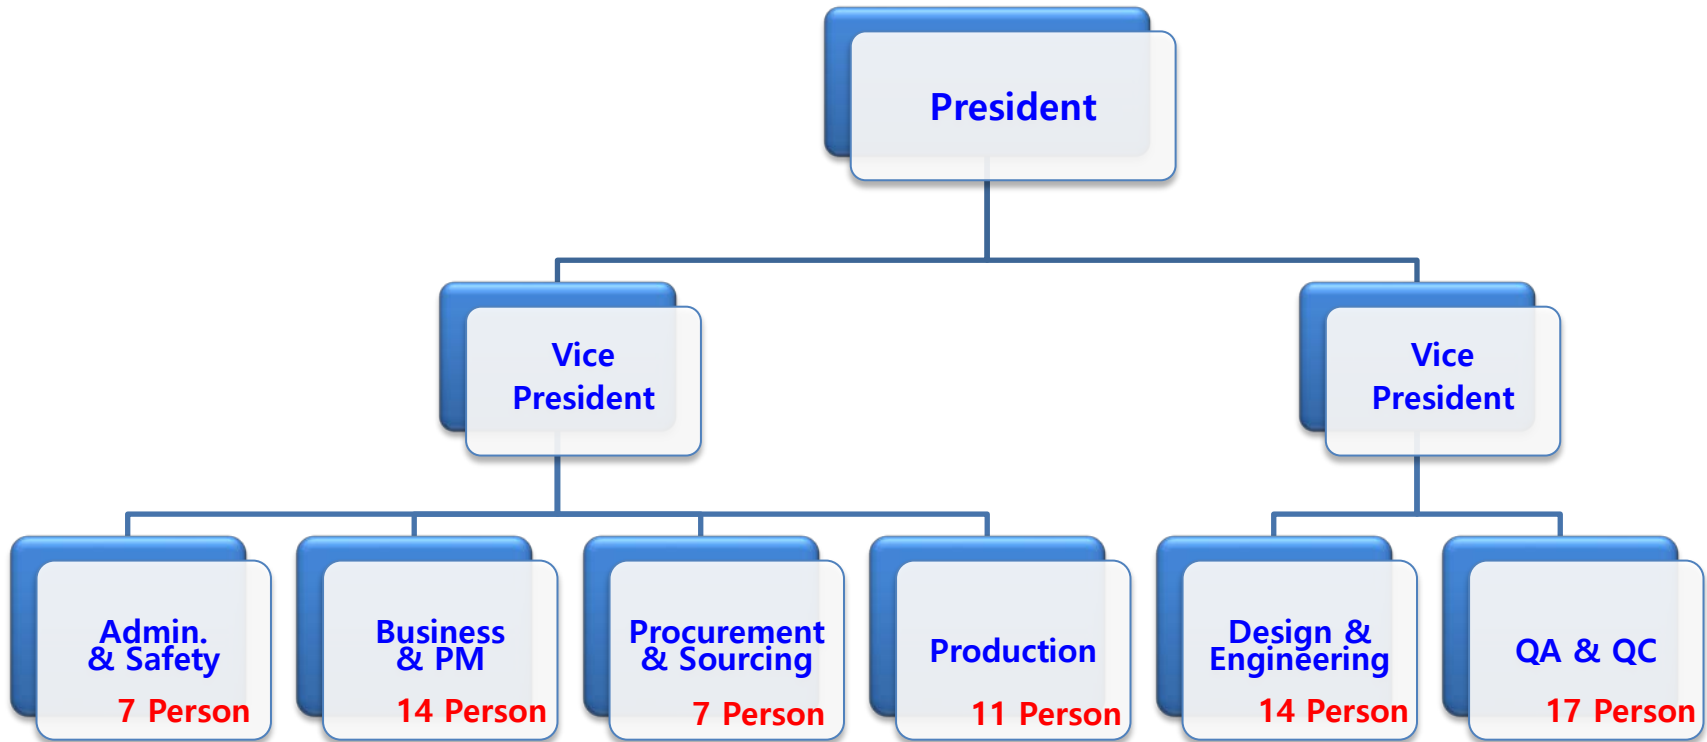 President
Vice
President
Vice
President
Admin.
& Safety
7 Person
Business
& PM
14 Person
Procurement
& Sourcing
7 Person
Production
11 Person
Design &
Engineering
14 Person
QA & QC
17 Person